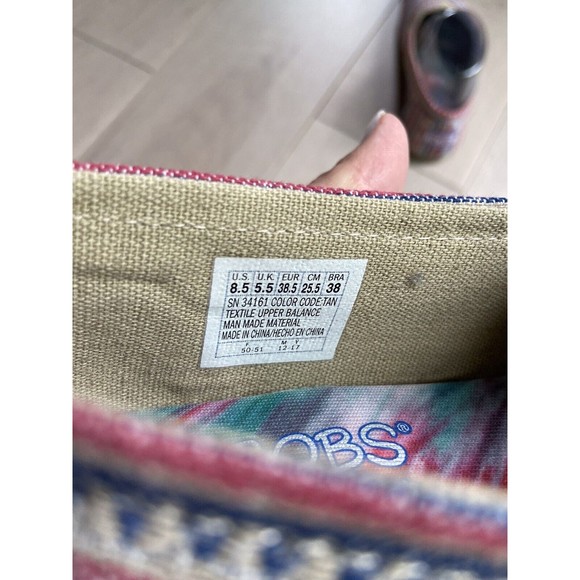 U.S. U.K. EUR CM BRA
8.5 5.5 38.5 25.5 38
SN 34161 COLOR CODE:TAN
TEXTILE UPPER BALANCE
MAN MADE MATERIAL
MADE IN CHINA/HECHO EN CHINA
F M Y
50-51 12-17
OBS®